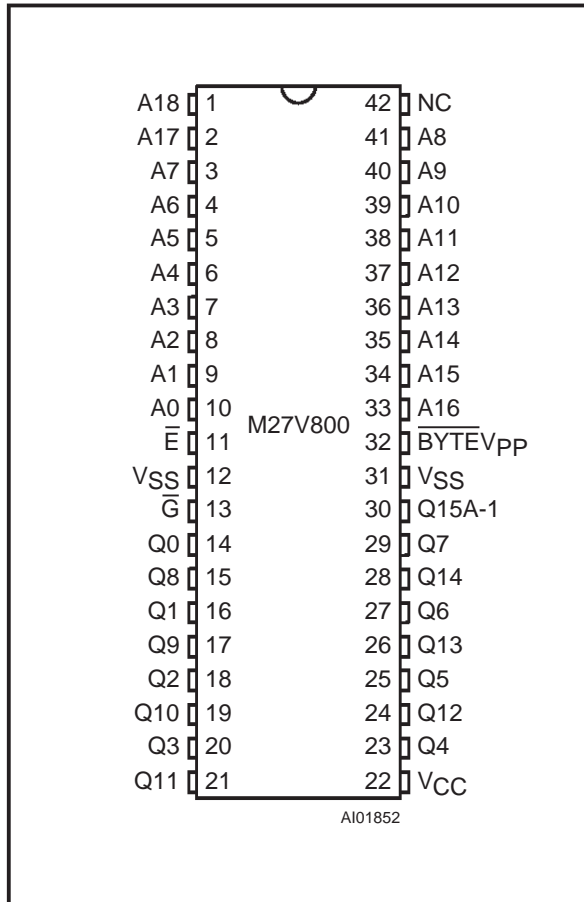 A18 1 42 NC
A17 2 41 A8
A7 3 40 A9
A6 4 39 A10
A5 5 38 A11
A4 6 37 A12
A3 7 36 A13
A2 8 35 A14
A1 9 34 A15
A0 10 33 A16
M27V800
E̅ 11 32 B̅Y̅T̅E̅VPP
VSS 12 31 VSS
G̅ 13 30 Q15A-1
Q0 14 29 Q7
Q8 15 28 Q14
Q1 16 27 Q6
Q9 17 26 Q13
Q2 18 25 Q5
Q10 19 24 Q12
Q3 20 23 Q4
Q11 21 22 VCC
AI01852